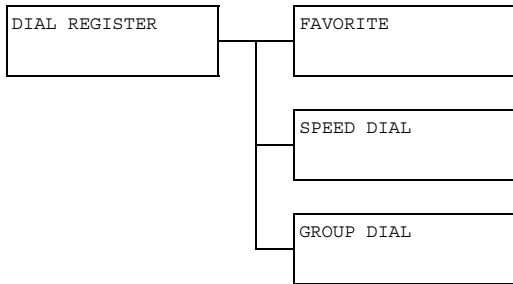 DIAL REGISTER
FAVORITE
SPEED DIAL
GROUP DIAL